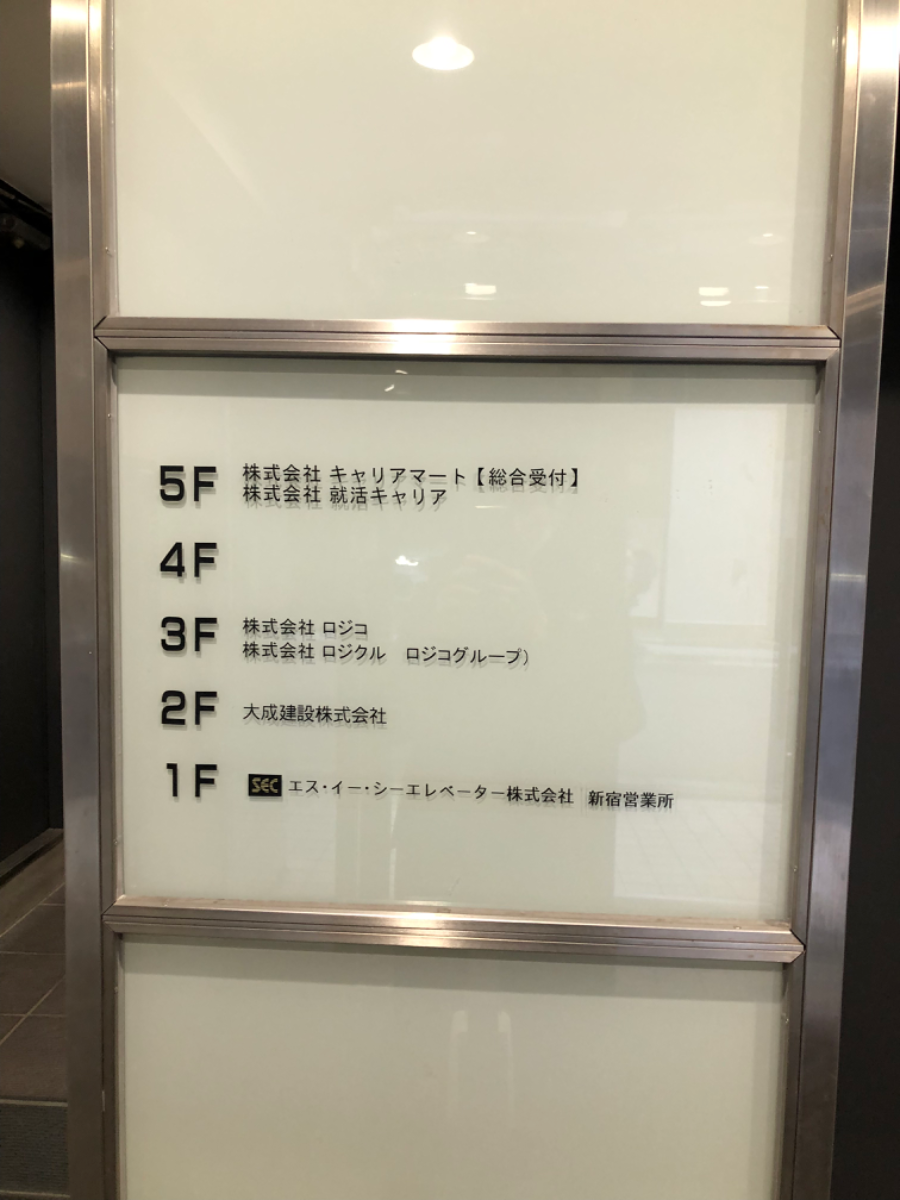 5F 株式会社 キャリアマート【総合受付】
株式会社 就活キャリア
4F
3F 株式会社 ロジコ
株式会社 ロジクル ロジコグループ)
2F 大成建設株式会社
1F SEC エス・イー・シーエレベーター株式会社 新宿営業所